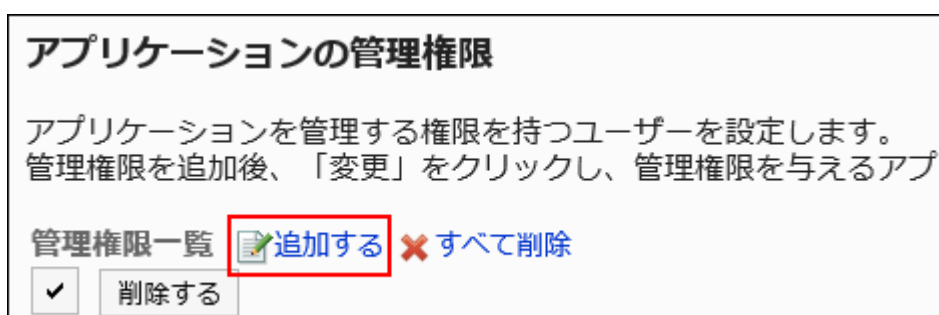 アプリケーションの管理権限
アプリケーションを管理する権限を持つユーザーを設定します。
管理権限を追加後、「変更」をクリックし、管理権限を与えるアプ
管理権限一覧 追加する すべて削除
削除する